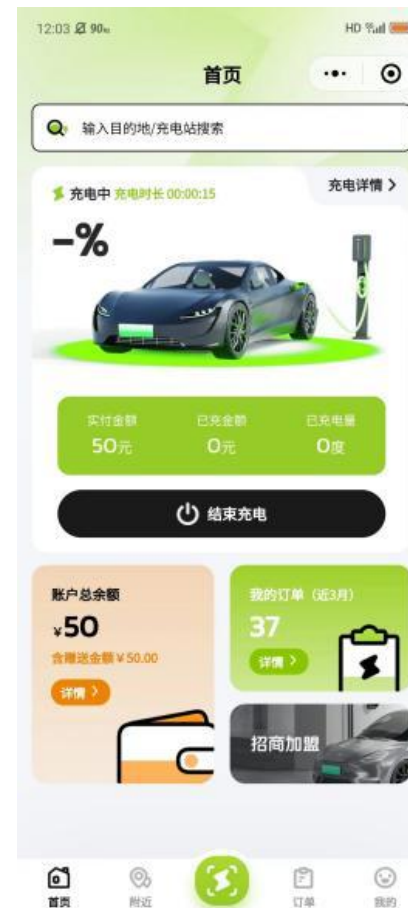 12:03 90%
HD
首页
输入目的地/充电站搜索
充电中 充电时长 00:00:15
充电详情 >
-%
实付金额 已充金额 已充电量
50元 0元 0度
结束充电
账户总余额
¥50
含赠送金额 ¥50.00
详情 >
我的订单（近3月）
37
详情 >
招商加盟
首页 附近 订单 我的